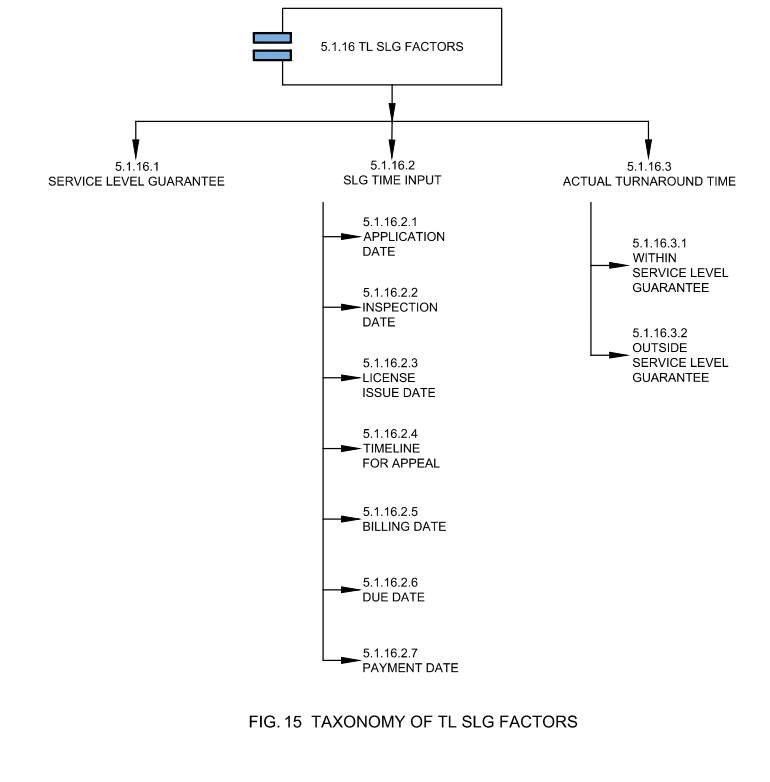 5.1.16 TL SLG FACTORS
5.1.16.1
SERVICE LEVEL GUARANTEE
5.1.16.2
SLG TIME INPUT
5.1.16.2.1
APPLICATION
DATE
5.1.16.2.2
INSPECTION
DATE
5.1.16.2.3
LICENSE
ISSUE DATE
5.1.16.2.4
TIMELINE
FOR APPEAL
5.1.16.2.5
BILLING DATE
5.1.16.2.6
DUE DATE
5.1.16.2.7
PAYMENT DATE
5.1.16.3
ACTUAL TURNAROUND TIME
5.1.16.3.1
WITHIN
SERVICE LEVEL
GUARANTEE
5.1.16.3.2
OUTSIDE
SERVICE LEVEL
GUARANTEE
FIG. 15 TAXONOMY OF TL SLG FACTORS